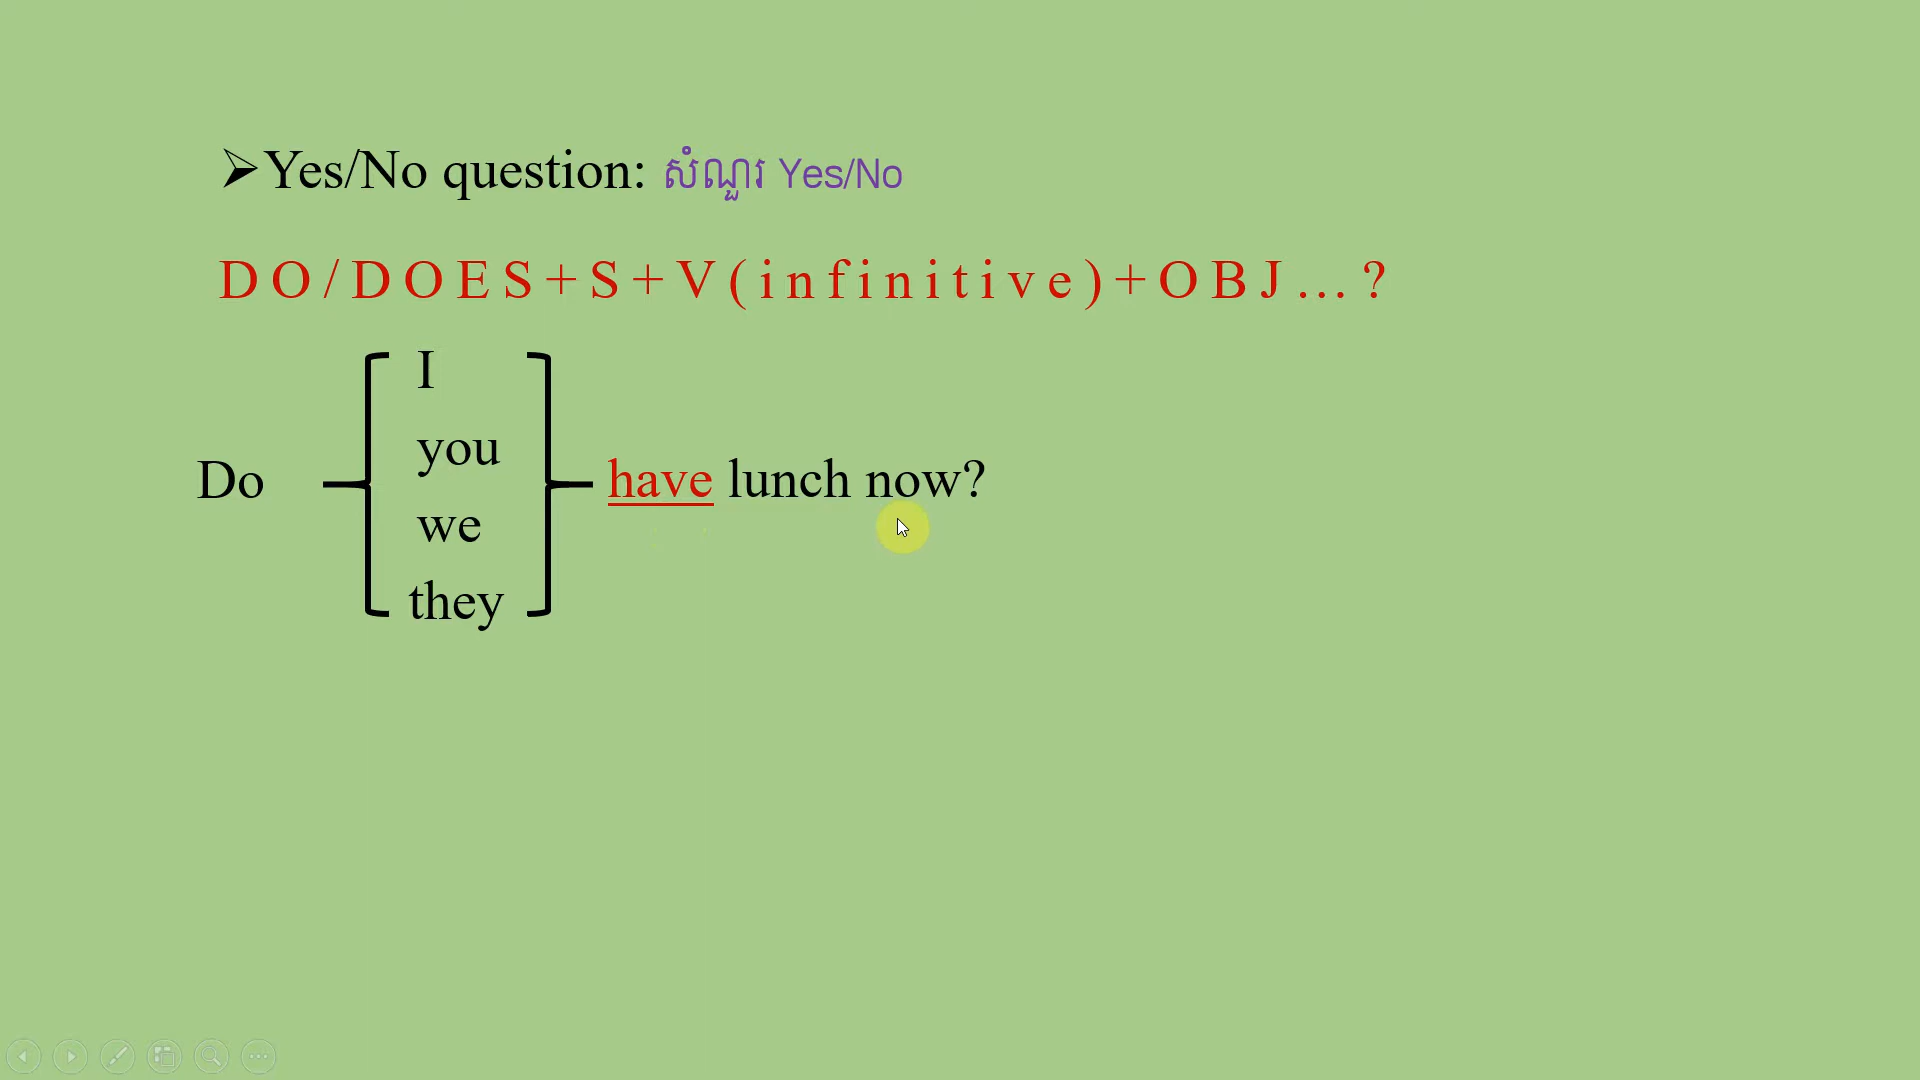 ➢Yes/No question: សំណួរ Yes/No
DO/DOES+S+V(infinitive)+OBJ...?
I
you
Do have lunch now?
we
they